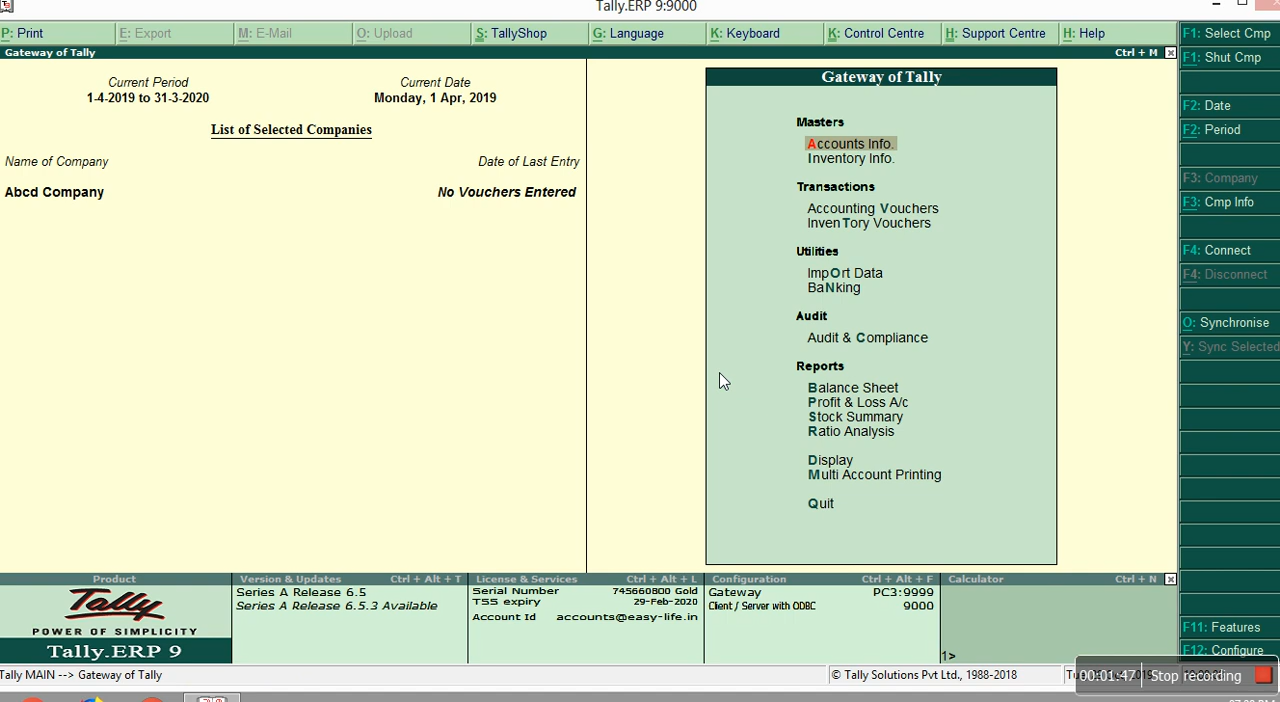 Tally.ERP 9:9000
P: Print
E: Export
M: E-Mail
O: Upload
S: TallyShop
G: Language
K: Keyboard
K: Control Centre
H: Support Centre
H: Help
F1: Select Cmp
Gateway of Tally
Ctrl + M
F1: Shut Cmp
Current Period
1-4-2019 to 31-3-2020
Current Date
Monday, 1 Apr, 2019
List of Selected Companies
Name of Company
Date of Last Entry
Abcd Company
No Vouchers Entered
Gateway of Tally
Masters
Accounts Info.
Inventory Info.
Transactions
Accounting Vouchers
InvenTory Vouchers
Utilities
ImpOrt Data
BaNking
Audit
Audit & Compliance
Reports
Balance Sheet
Profit & Loss A/c
Stock Summary
Ratio Analysis
Display
Multi Account Printing
Quit
F2: Date
F2: Period
F3: Company
F3: Cmp Info
F4: Connect
F4: Disconnect
O: Synchronise
Y: Sync Selected
F11: Features
F12: Configure
Product
Tally
POWER OF SIMPLICITY
Tally.ERP 9
Version & Updates
Ctrl + Alt + T
Series A Release 6.5
Series A Release 6.5.3 Available
License & Services
Ctrl + Alt + L
Serial Number
745660800 Gold
TSS expiry
29-Feb-2020
Account Id
accounts@easy-life.in
Configuration
Ctrl + Alt + F
Gateway
PC3:9999
Client / Server with ODBC
9000
Calculator
Ctrl + N
1>
Tally MAIN --> Gateway of Tally
© Tally Solutions Pvt Ltd., 1988-2018
00:01:47
Stop recording